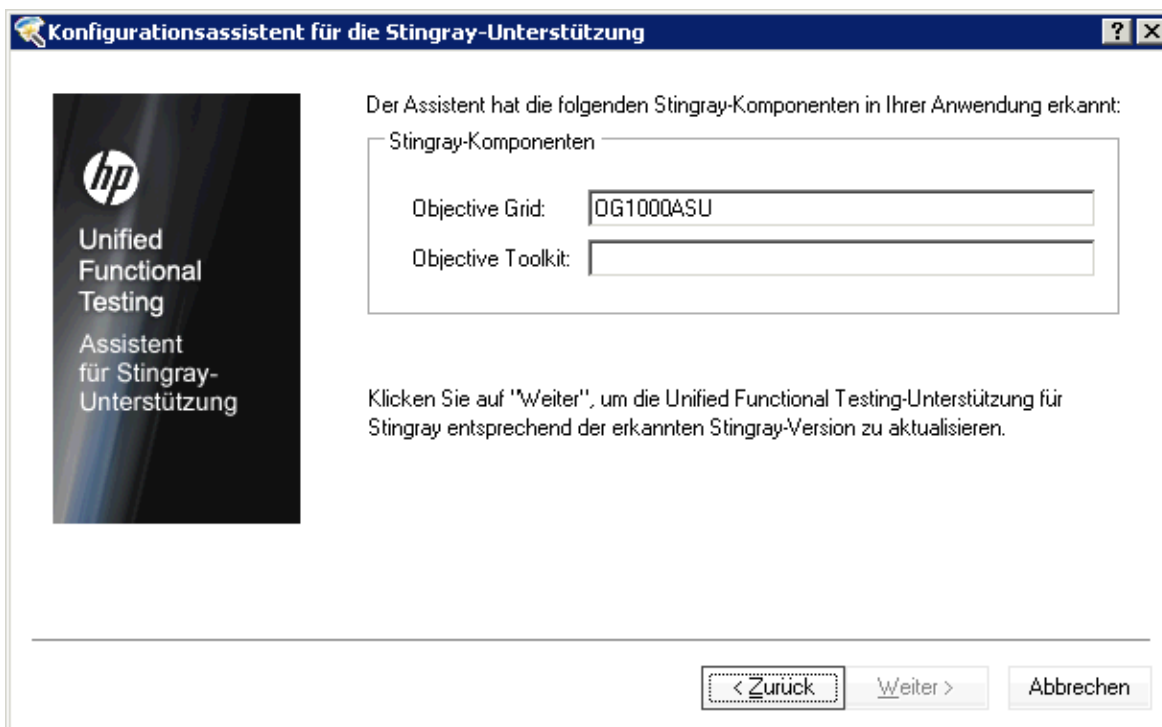 Konfigurationsassistent für die Stingray-Unterstützung
?
hp
Unified
Functional
Testing
Assistent
für Stingray-
Unterstützung
Der Assistent hat die folgenden Stingray-Komponenten in Ihrer Anwendung erkannt:
Stingray-Komponenten
Objective Grid: OG1000ASU
Objective Toolkit:
Klicken Sie auf "Weiter", um die Unified Functional Testing-Unterstützung für
Stingray entsprechend der erkannten Stingray-Version zu aktualisieren.
< Zurück Weiter > Abbrechen